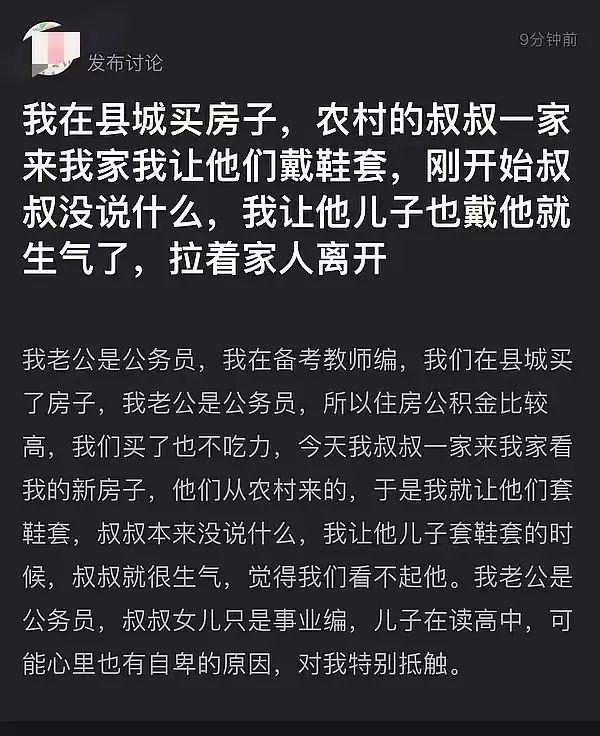 9分钟前
发布讨论
我在县城买房子，农村的叔叔一家
来我家我让他们戴鞋套，刚开始叔
叔没说什么，我让他儿子也戴他就
生气了，拉着家人离开
我老公是公务员，我在备考教师编，我们在县城买
了房子，我老公是公务员，所以住房公积金比较
高，我们买了也不吃力，今天我叔叔一家来我家看
我的新房子，他们从农村来的，于是我就让他们套
鞋套，叔叔本来没说什么，我让他儿子套鞋套的时
候，叔叔就很生气，觉得我们看不起他。我老公是
公务员，叔叔女儿只是事业编，儿子在读高中，可
能心里也有自卑的原因，对我特别抵触。